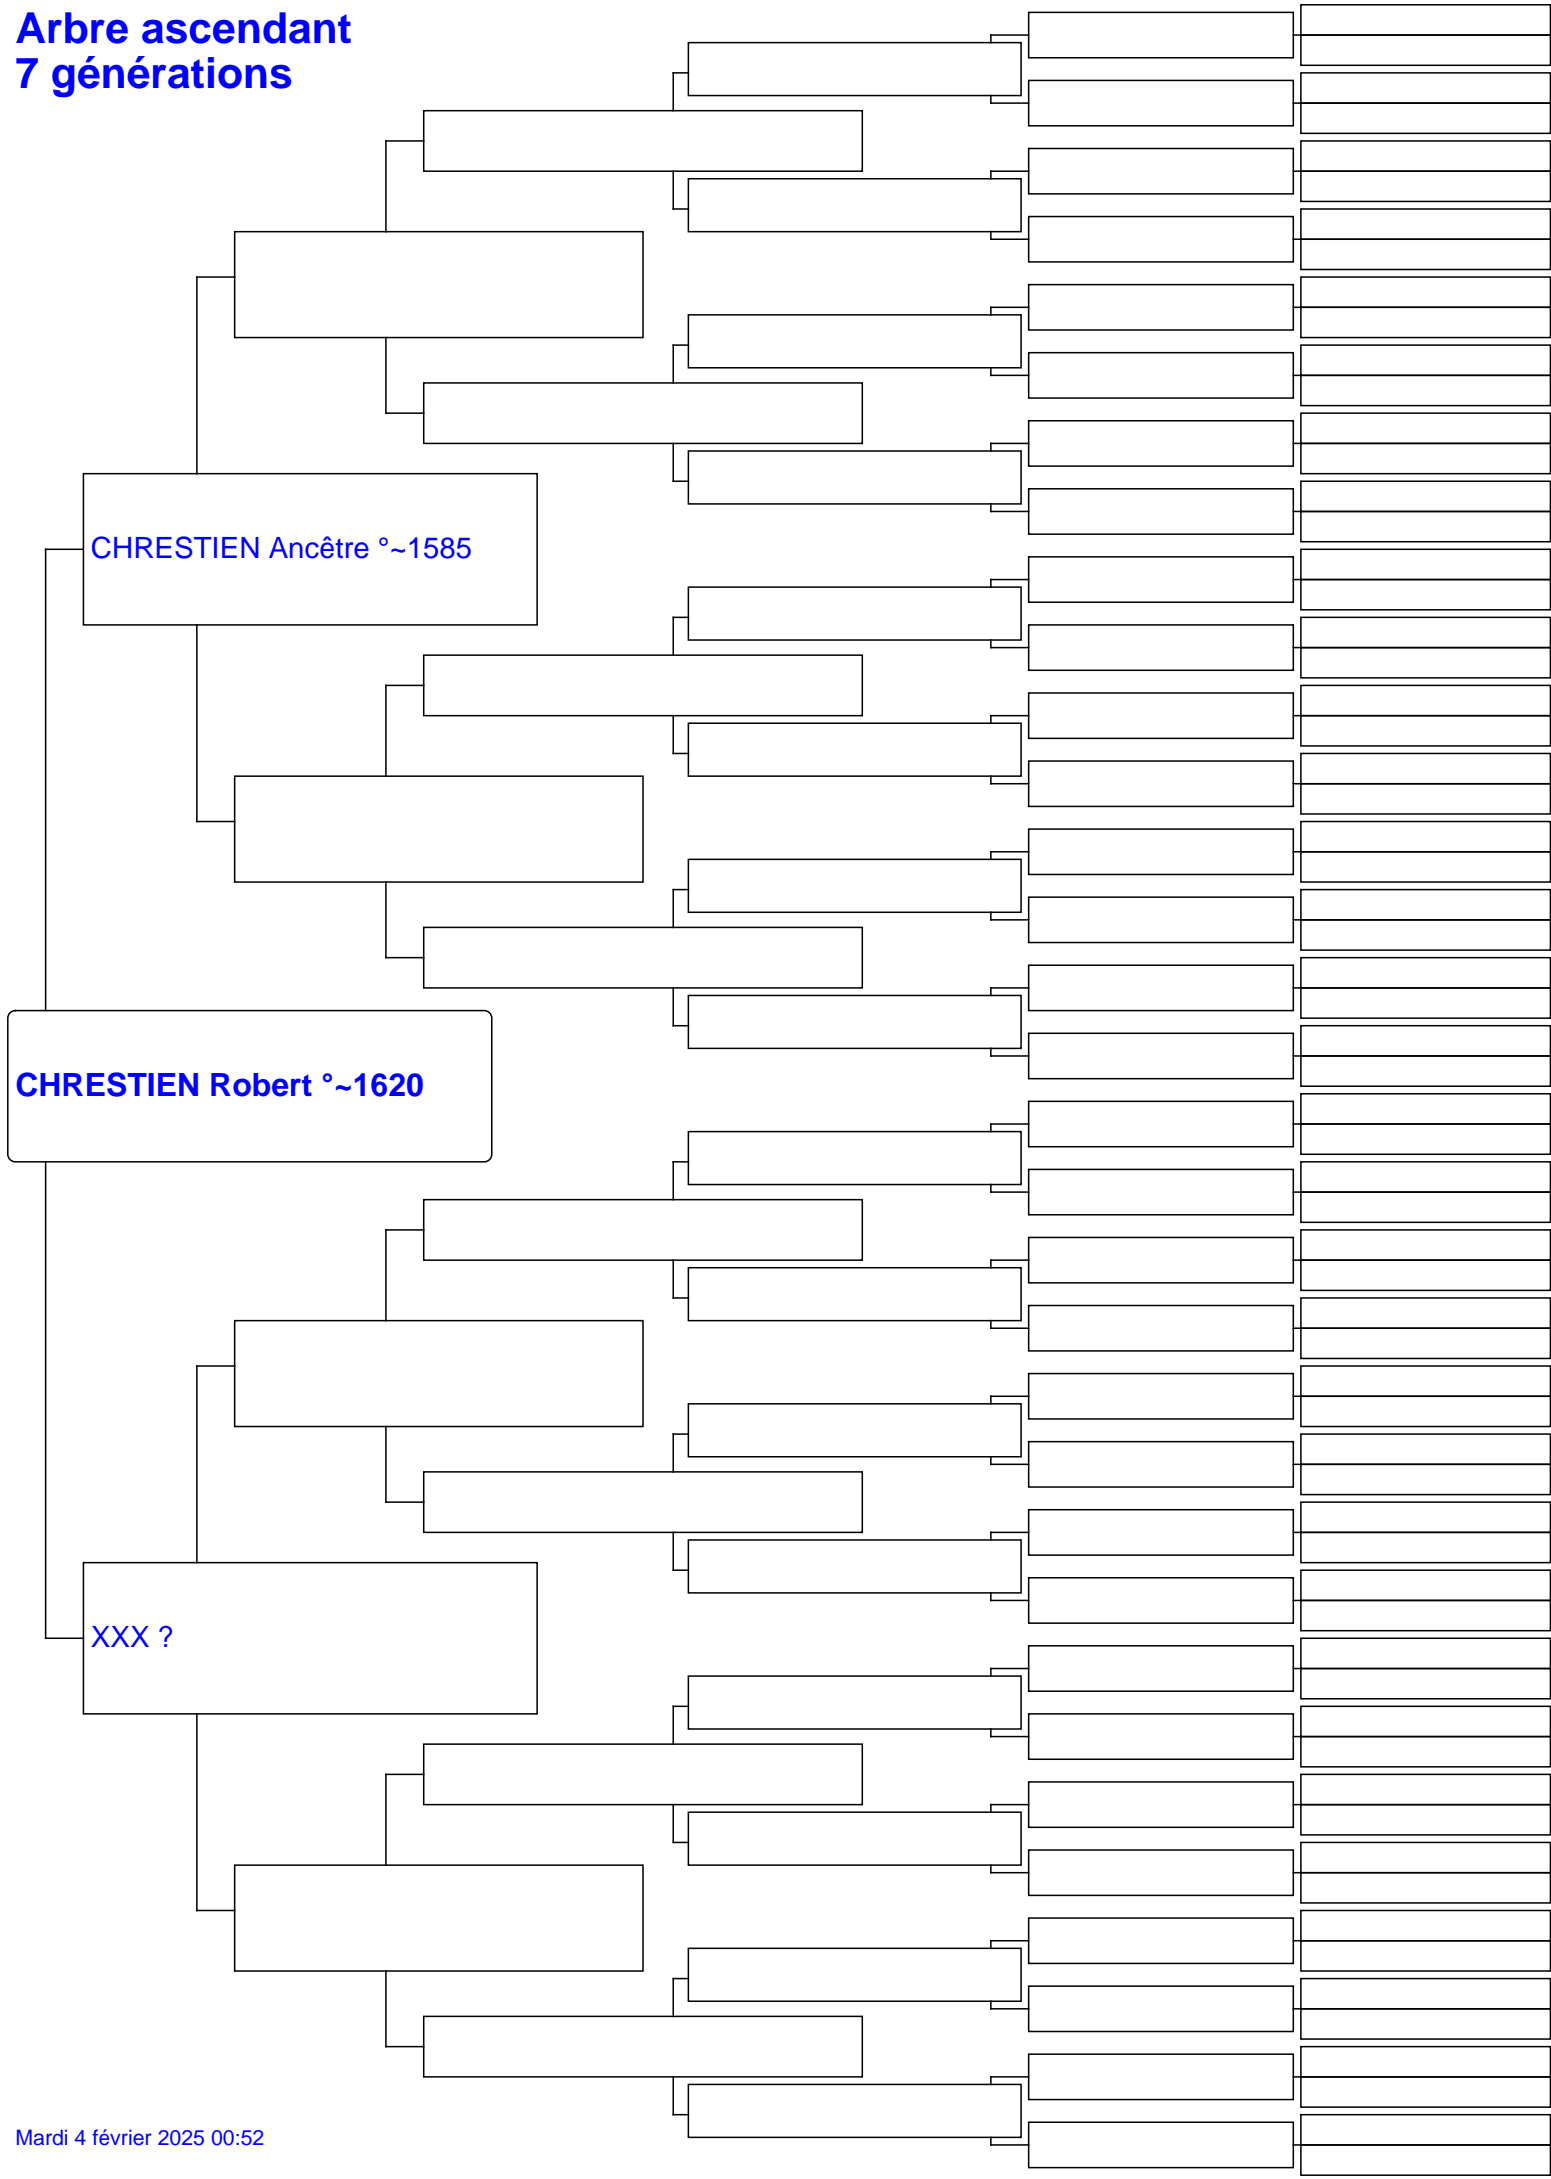 Arbre ascendant
7 générations
CHRESTIEN Ancêtre °~1585
CHRESTIEN Robert °~1620
XXX ?
Mardi 4 février 2025 00:52